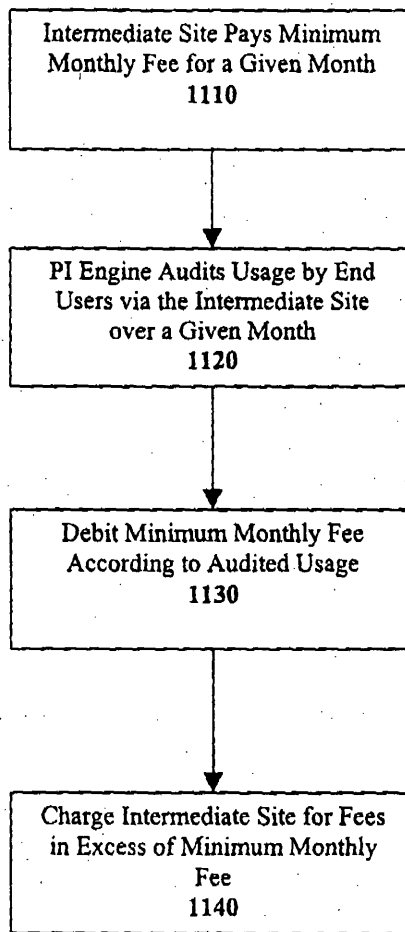 Intermediate Site Pays Minimum
Monthly Fee for a Given Month
1110
PI Engine Audits Usage by End
Users via the Intermediate Site
over a Given Month
1120
Debit Minimum Monthly Fee
According to Audited Usage
1130
Charge Intermediate Site for Fees
in Excess of Minimum Monthly
Fee
1140